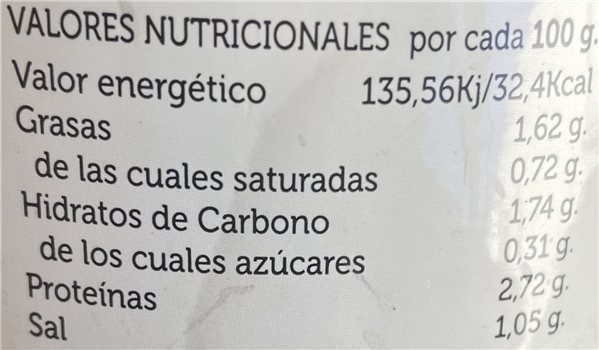 VALORES NUTRICIONALES por cada 100 g.
Valor energético 135,56Kj/32,4Kcal
Grasas 1,62 g.
de las cuales saturadas 0,72 g.
Hidratos de Carbono 1,74 g.
de los cuales azúcares 0,31 g.
Proteínas 2,72 g.
Sal 1,05 g.